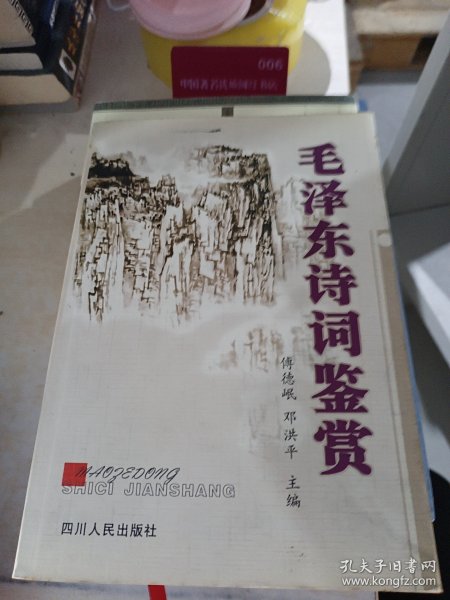 006
毛泽东诗词鉴赏
傅德岷 邓洪平 主编
MAOZEDONG
SHICI JIANSHANG
四川人民出版社
孔夫子旧书网
www.kongfz.com